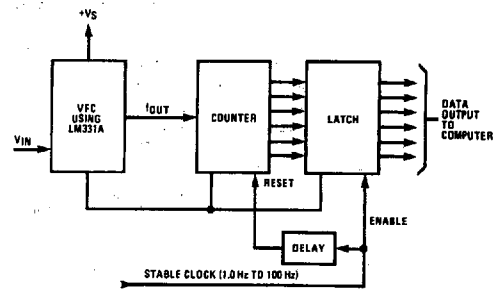 +VS
VFC
USING
LM331A
fOUT
COUNTER
LATCH
DATA
OUTPUT
TO
COMPUTER
VIN
RESET
ENABLE
DELAY
STABLE CLOCK (1.0 Hz TO 100 Hz)